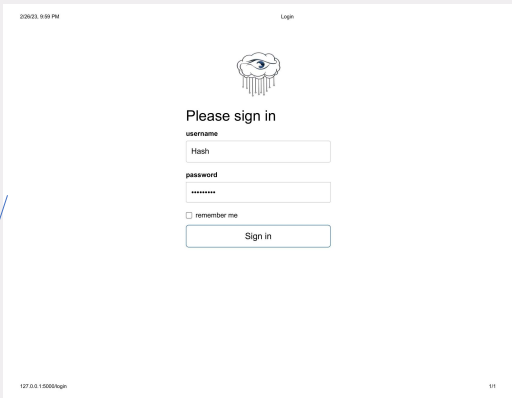 2/26/23, 9:59 PM Login
Please sign in
username
Hash
password
•••••••••
remember me
Sign in
127.0.0.1:5000/login 1/1